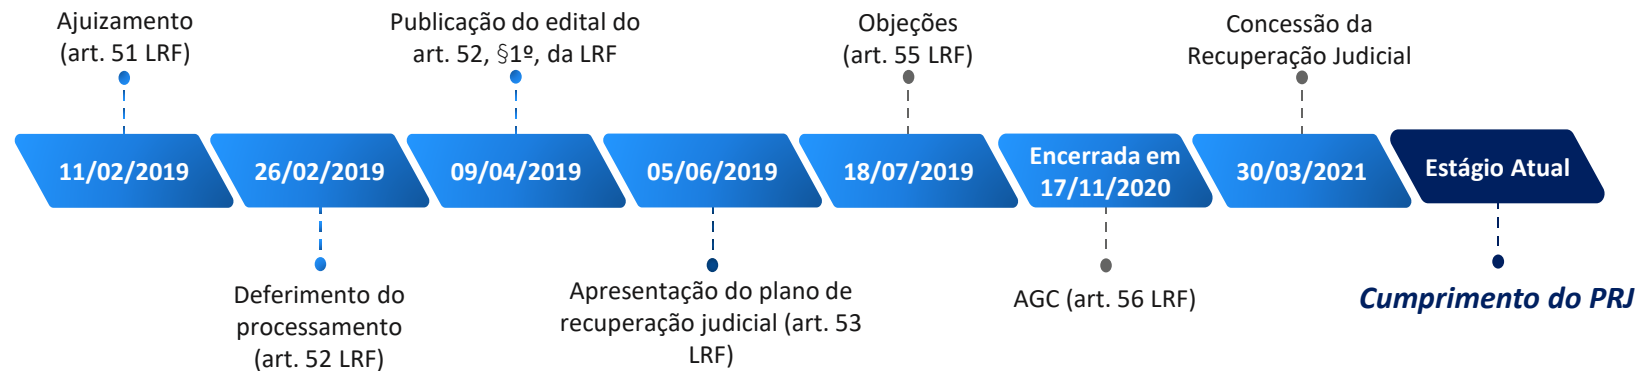 Ajuizamento
(art. 51 LRF)
Publicação do edital do
art. 52, §1º, da LRF
Objeções
(art. 55 LRF)
Concessão da
Recuperação Judicial
11/02/2019
26/02/2019
09/04/2019
05/06/2019
18/07/2019
Encerrada em
17/11/2020
30/03/2021
Estágio Atual
Deferimento do
processamento
(art. 52 LRF)
Apresentação do plano de
recuperação judicial (art. 53
LRF)
AGC (art. 56 LRF)
Cumprimento do PRJ